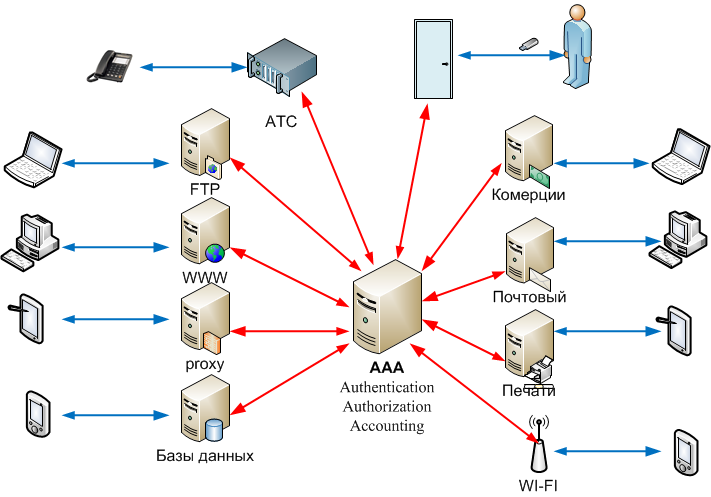 АТС
FTP
Комерции
WWW
Почтовый
proxy
AAA
Authentication
Authorization
Accounting
Печати
Базы данных
WI-FI